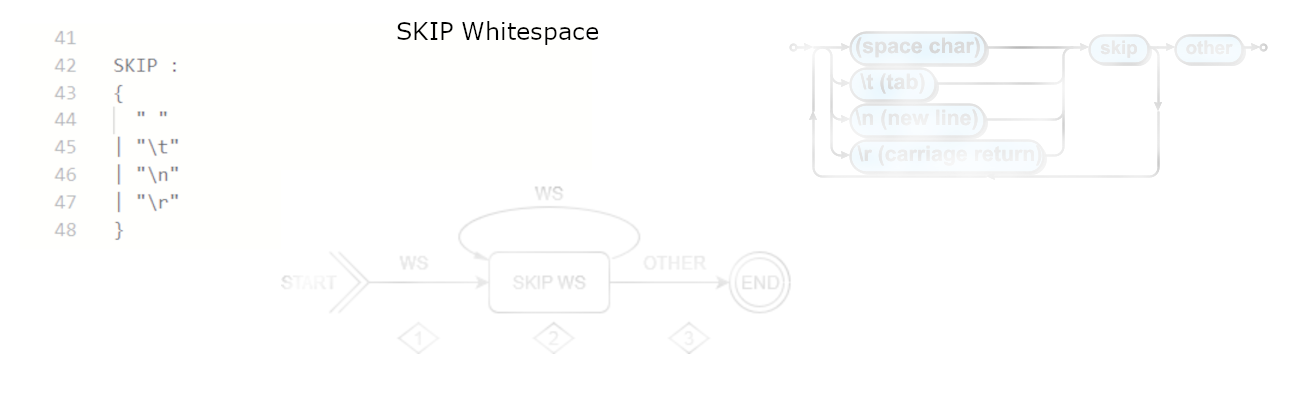 SKIP Whitespace
41
42 SKIP :
43 {
44 " "
45 | "\t"
46 | "\n"
47 | "\r"
48 }
(space char)
\t (tab)
\n (new line)
\r (carriage return)
skip
other
WS
START
WS
SKIP WS
OTHER
END
1
2
3